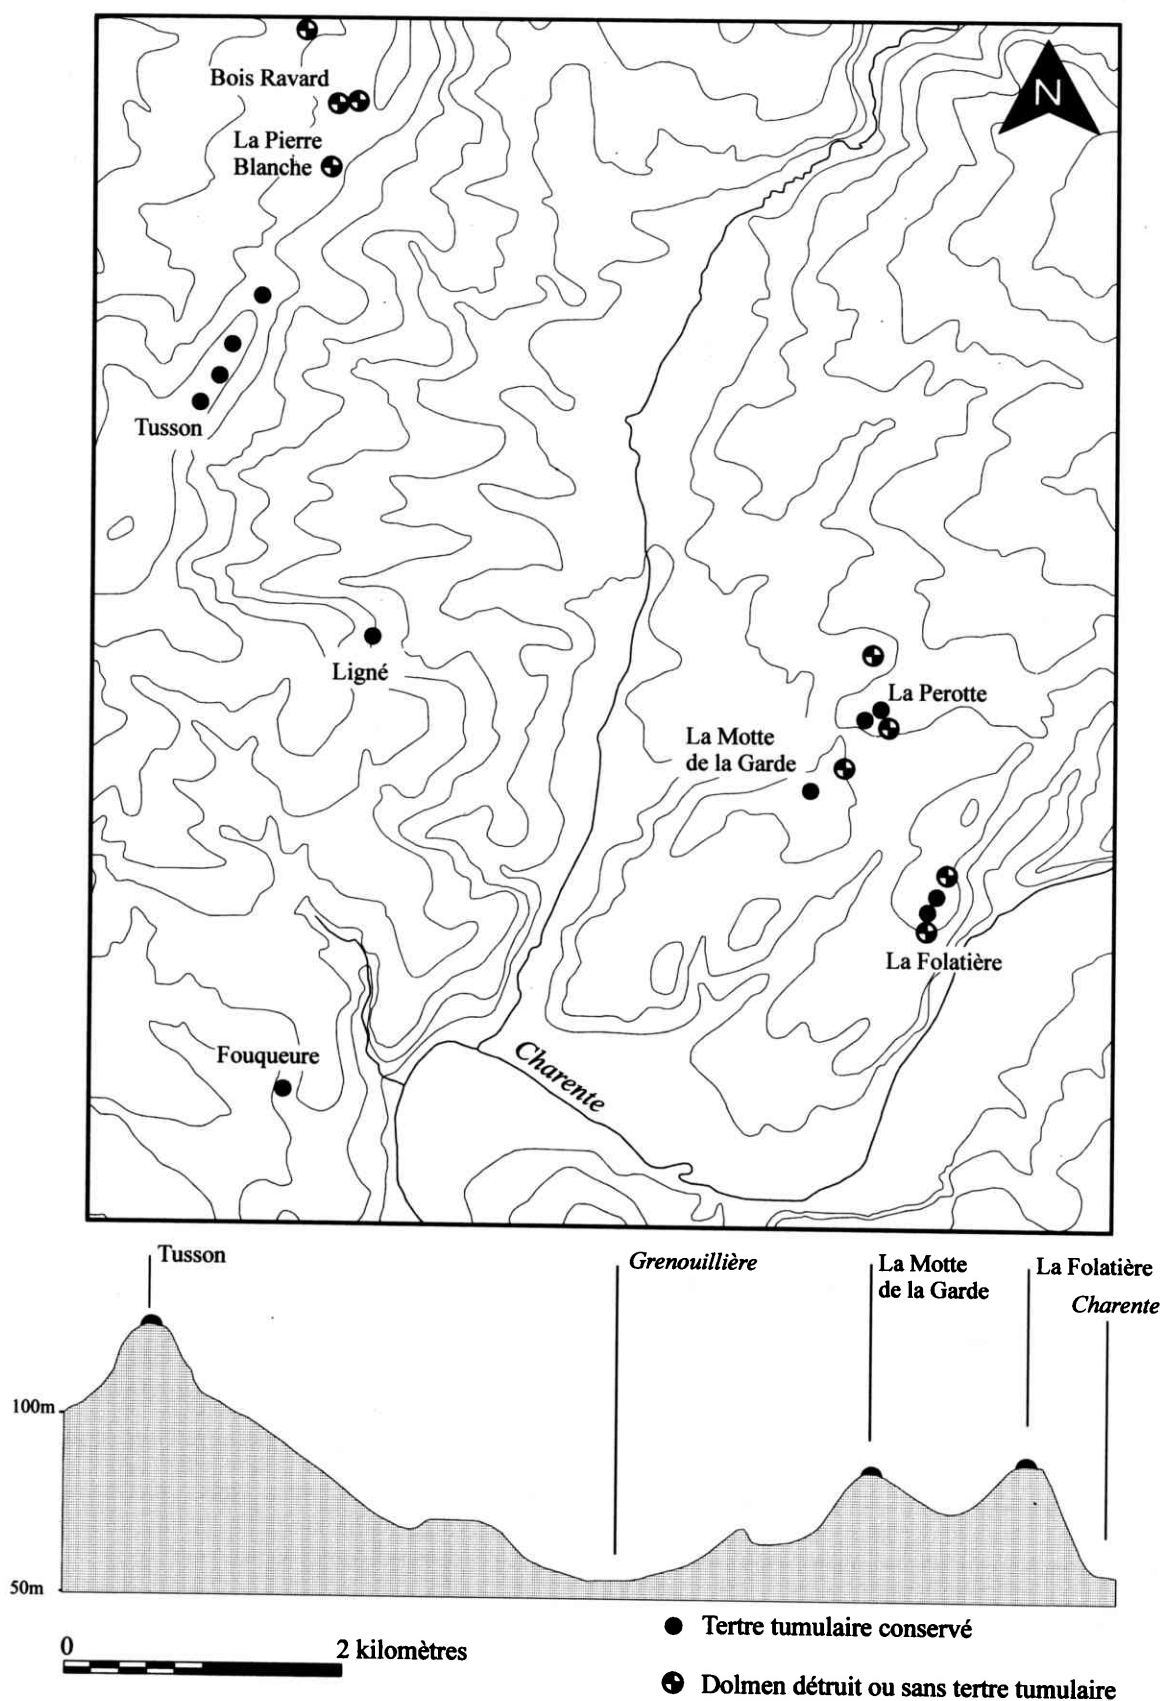 N
Bois Ravard
La Pierre
Blanche
Tusson
Ligné
La Perotte
La Motte
de la Garde
La Folatière
Fouqueure
Charente
Tusson
Grenouillière
La Motte
de la Garde
La Folatière
Charente
100m
50m
0
2 kilomètres
Tertre tumulaire conservé
Dolmen détruit ou sans tertre tumulaire